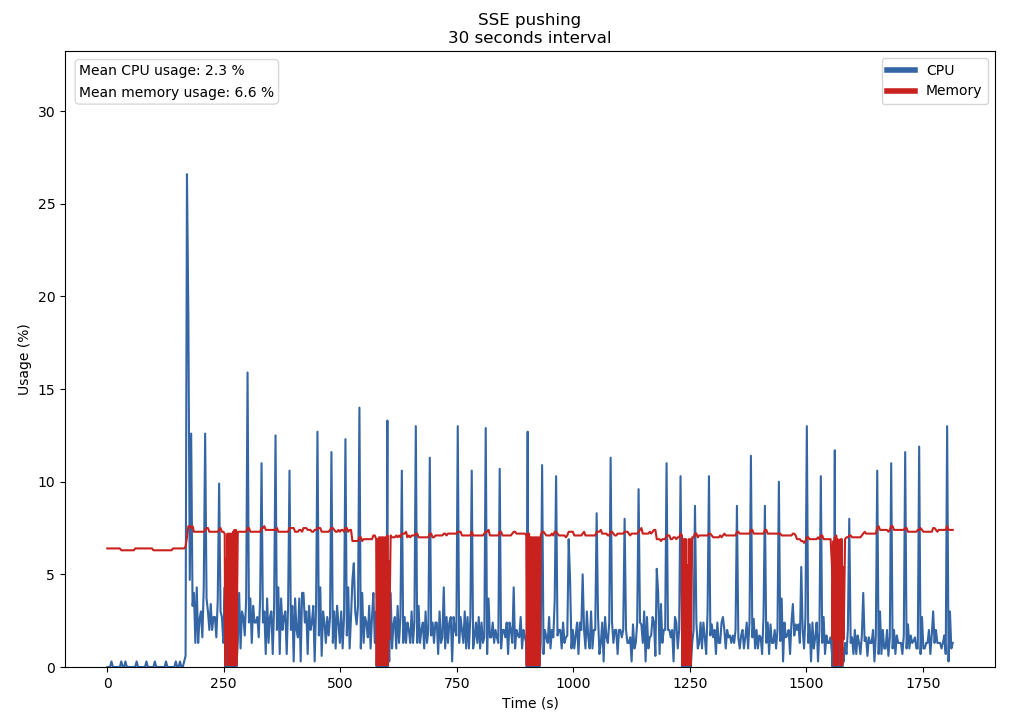 SSE pushing
30 seconds interval
Mean CPU usage: 2.3 %
Mean memory usage: 6.6 %
CPU
Memory
30
25
20
15
10
5
0
Usage (%)
0
250
500
750
1000
1250
1500
1750
Time (s)